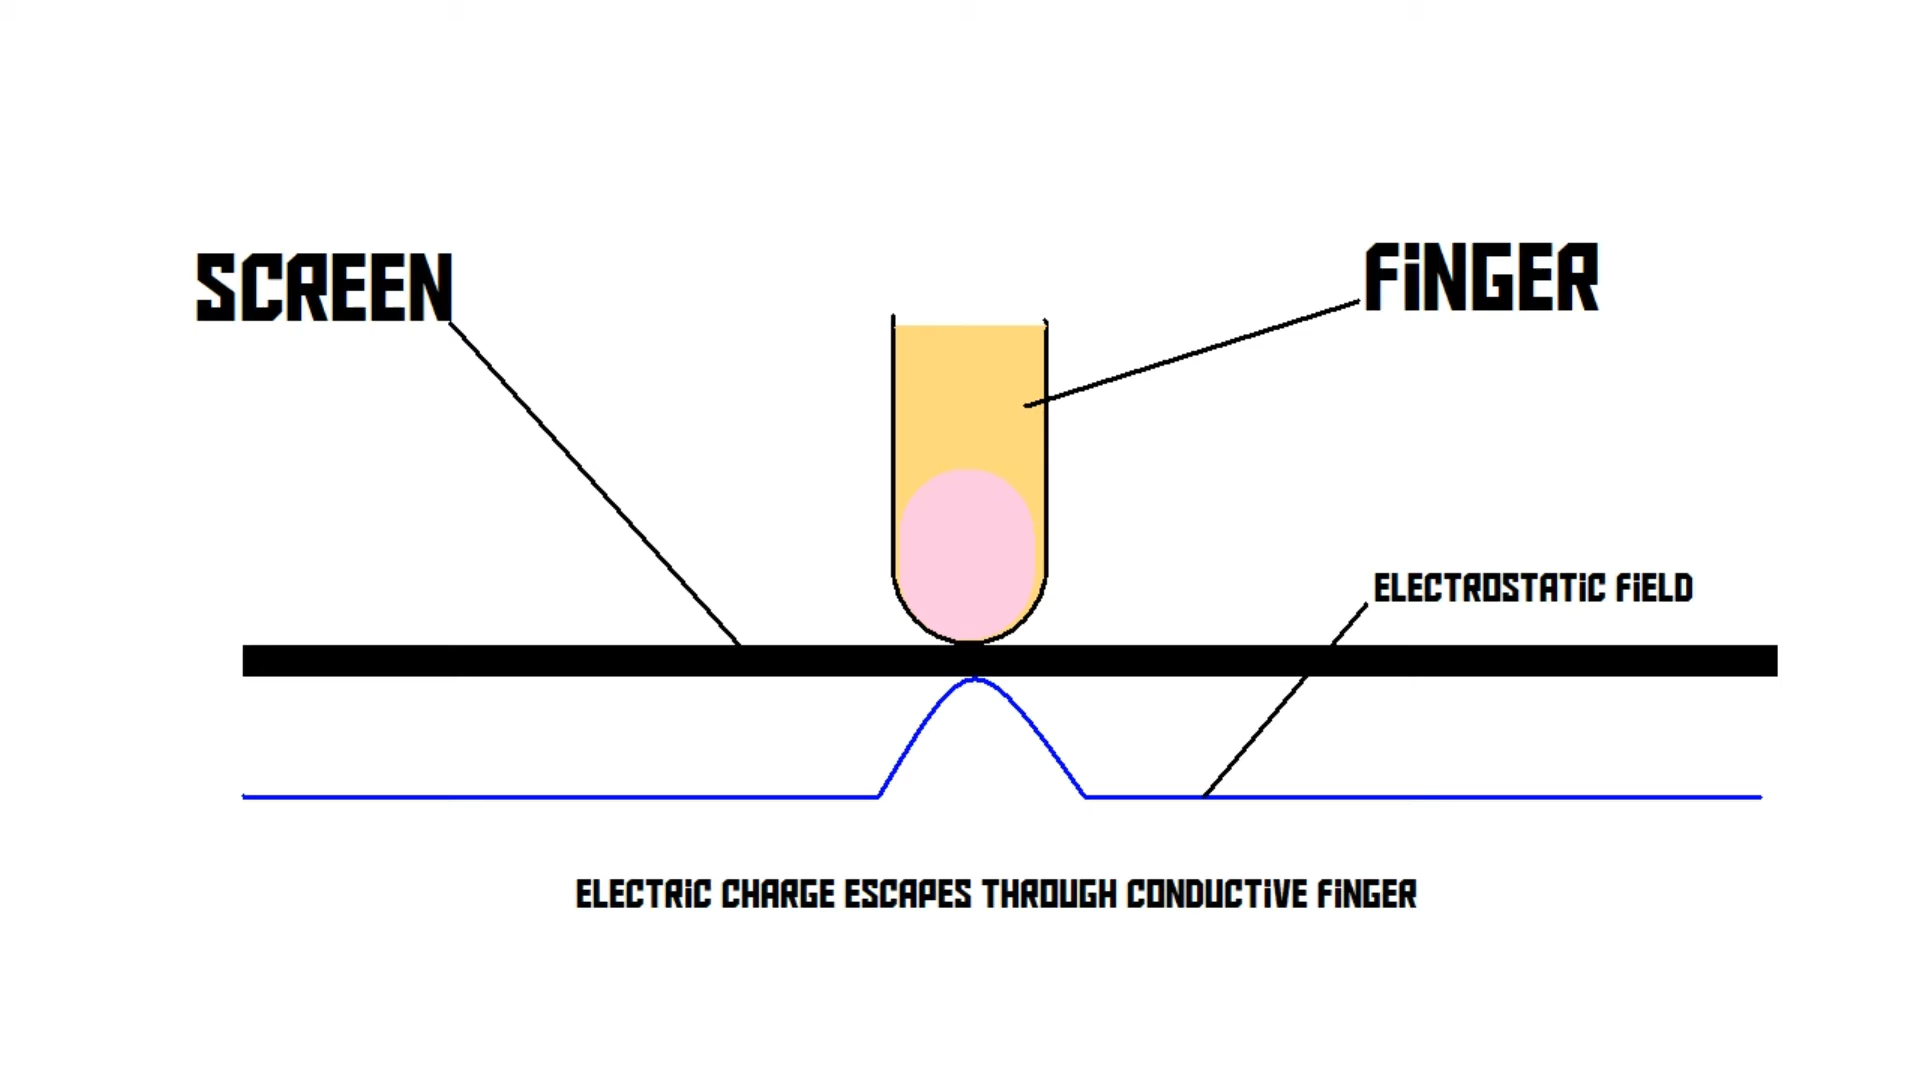 SCREEN
FiNGER
ELECTROSTATiC FiELD
ELECTRiC CHARGE ESCAPES THROUGH CONDUCTiVE FiNGER